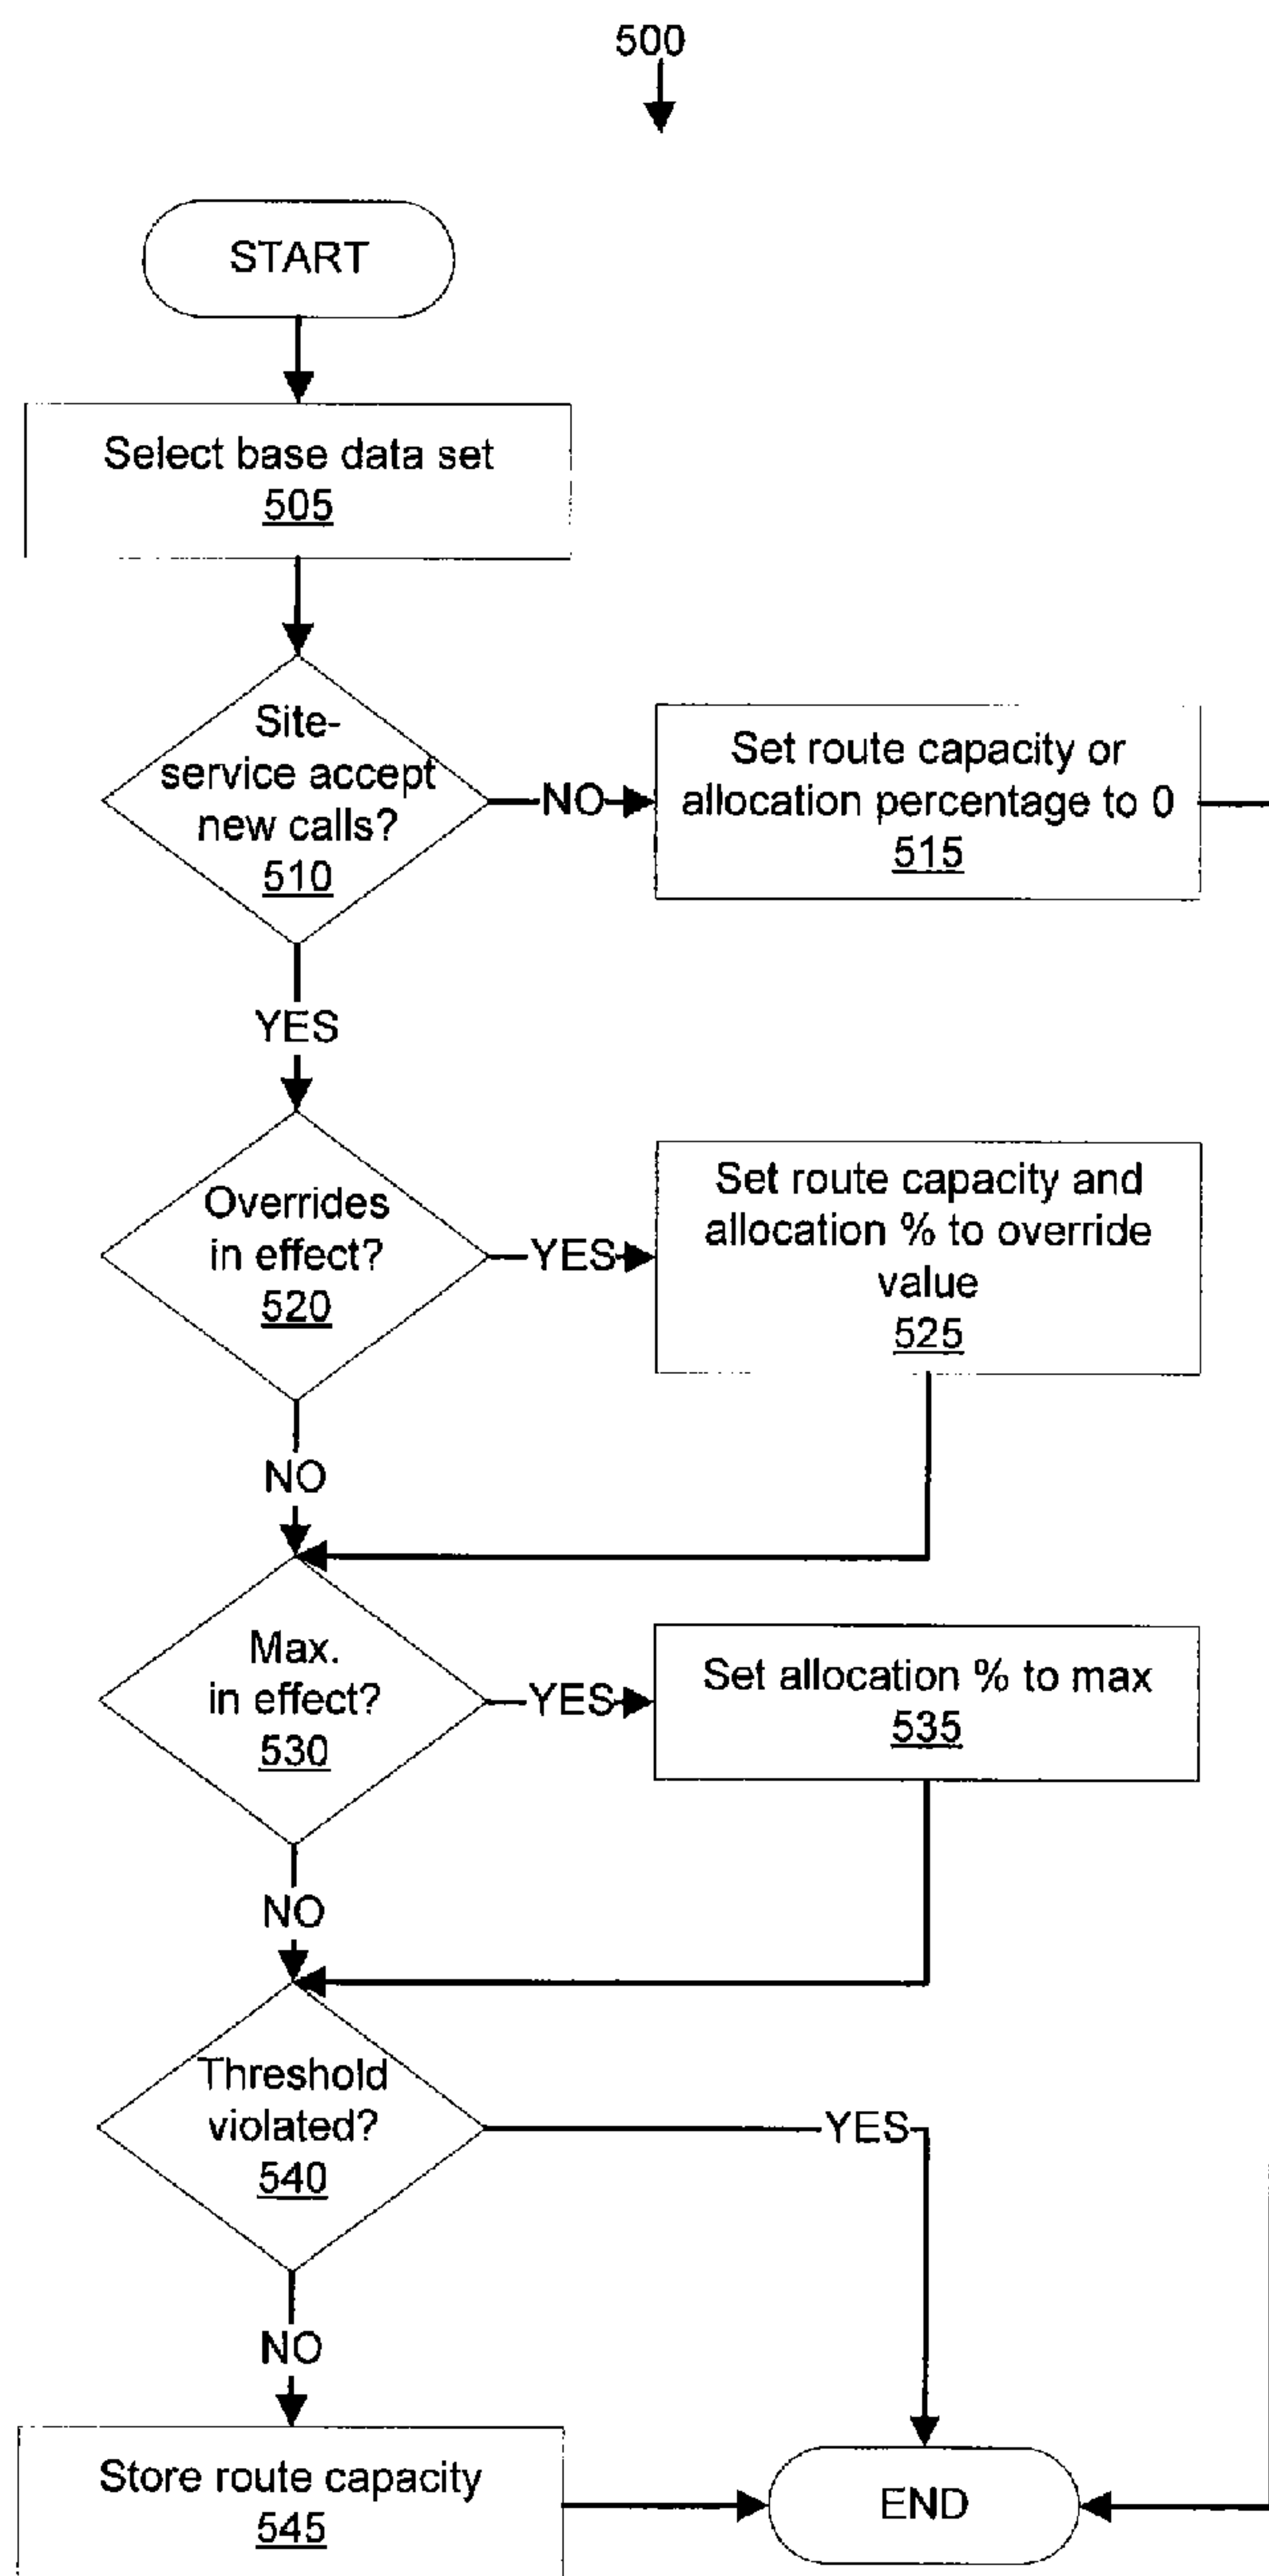 500
START
Select base data set
505
Site-
service accept
new calls?
510
NO
Set route capacity or
allocation percentage to 0
515
YES
Overrides
in effect?
520
YES
Set route capacity and
allocation % to override
value
525
NO
Max.
in effect?
530
YES
Set allocation % to max
535
NO
Threshold
violated?
540
YES
NO
Store route capacity
545
END